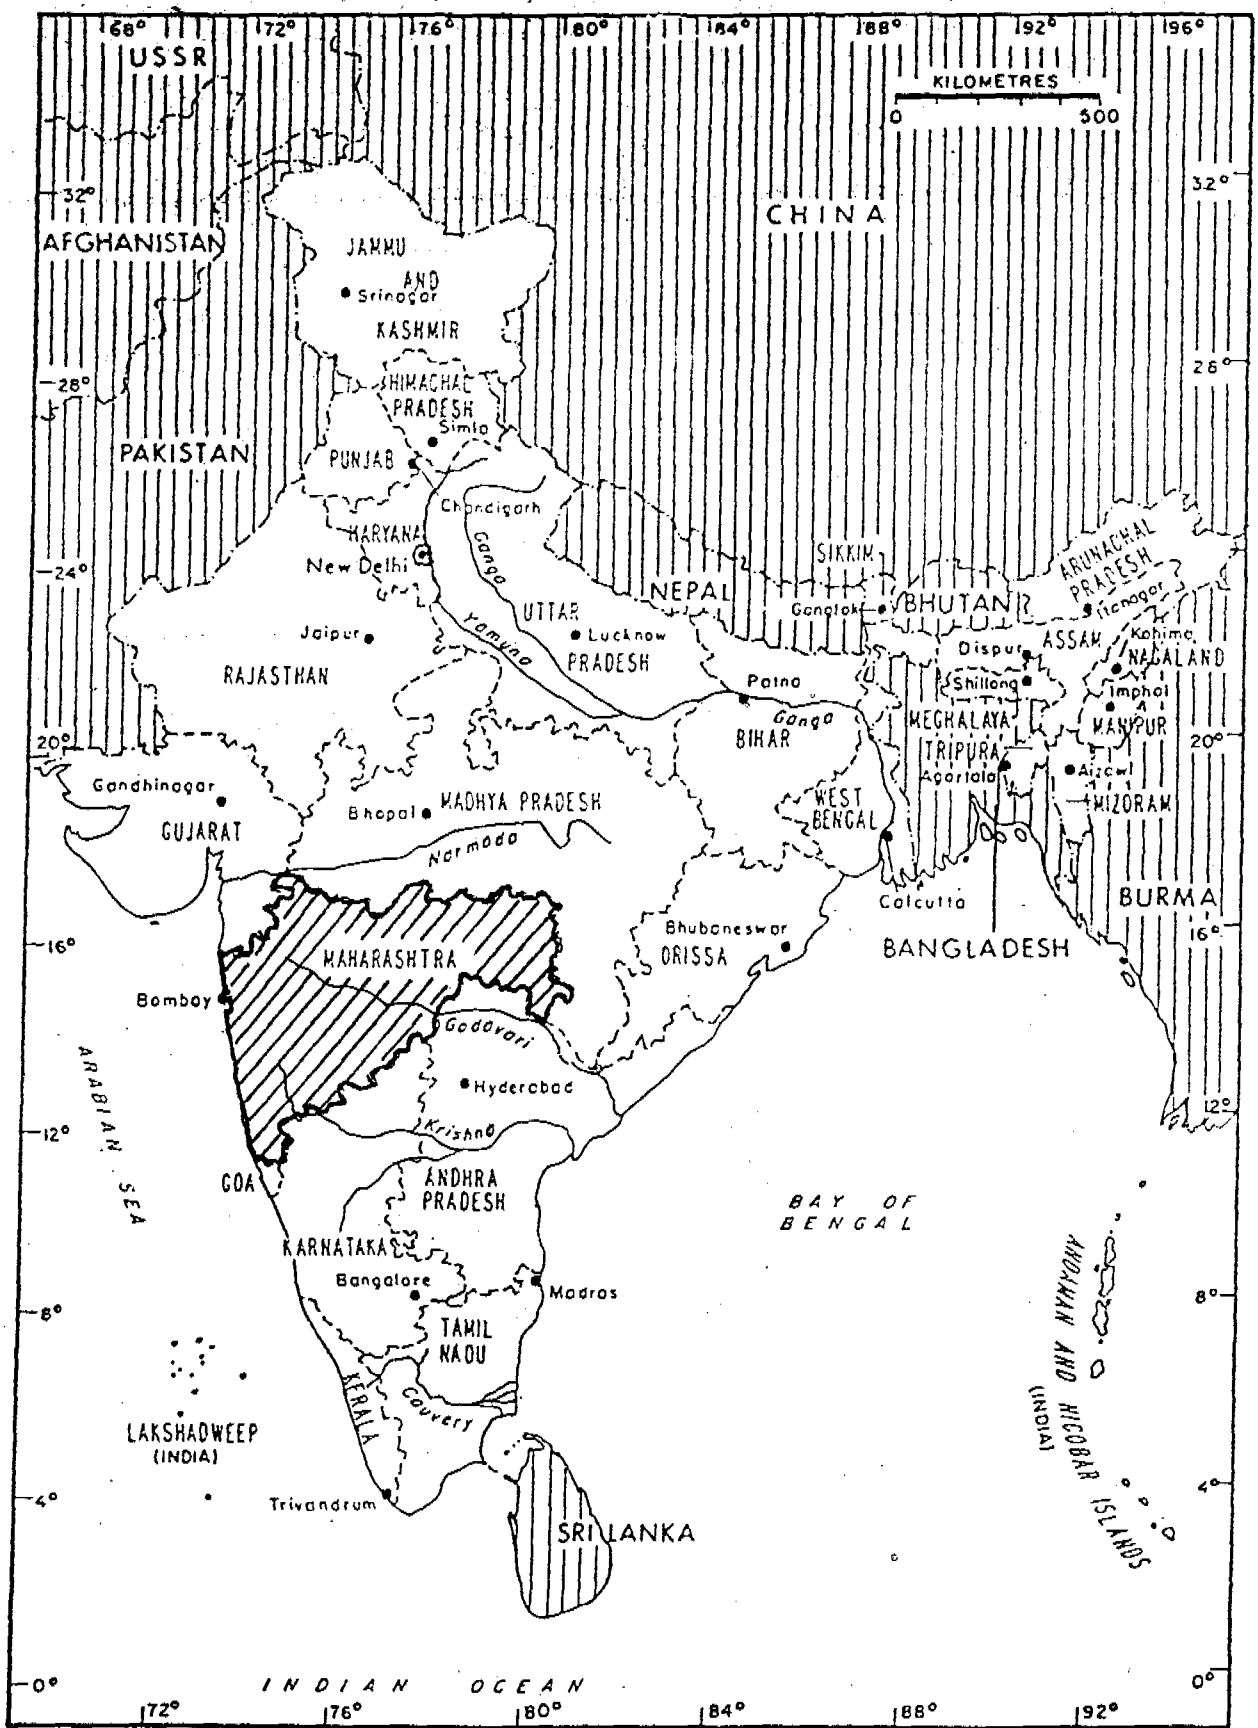 68° 72° 76° 80° 84° 88° 92° 96°
USSR
KILOMETRES
0 500
32° 32°
CHINA
AFGHANISTAN
JAMMU
AND
Srinagar
KASHMIR
28° 28°
HIMACHAL
PRADESH
Simla
PAKISTAN
PUNJAB
Chandigarh
HARYANA
New Delhi
Ganga
24°
SIKKIM
ARUNACHAL
PRADESH
NEPAL
Gangtok
BHUTAN
Itanagar
UTTAR
Lucknow
PRADESH
Yamuna
Jaipur
RAJASTHAN
ASSAM
Kohima
Dispur
NAGALAND
Shillong
Imphal
Patna
Ganga
BIHAR
MEGHALAYA
MANIPUR
20° 20°
TRIPURA
Agartala
Aizawl
MIZORAM
Gandhinagar
GUJARAT
Bhopal
MADHYA PRADESH
Narmada
WEST
BENGAL
Calcutta
BURMA
16° 16°
Bhubaneswar
ORISSA
BANGLADESH
MAHARASHTRA
Bombay
Godavari
ARABIAN SEA
Hyderabad
12° 12°
Krishna
GOA
ANDHRA
PRADESH
BAY OF
BENGAL
KARNATAKA
Bangalore
Madras
8° 8°
TAMIL
NADU
ANDAMAN AND NICOBAR ISLANDS
(INDIA)
KERALA
Cauvery
LAKSHADWEEP
(INDIA)
4° 4°
Trivandrum
SRI LANKA
0° 0°
INDIAN OCEAN
72° 76° 80° 84° 88° 92°